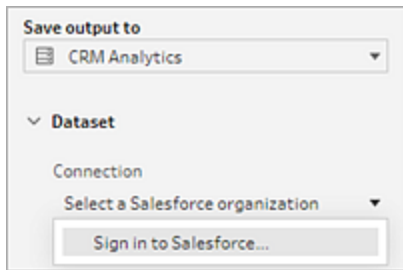 Save output to
CRM Analytics
Dataset
Connection
Select a Salesforce organization
Sign in to Salesforce...